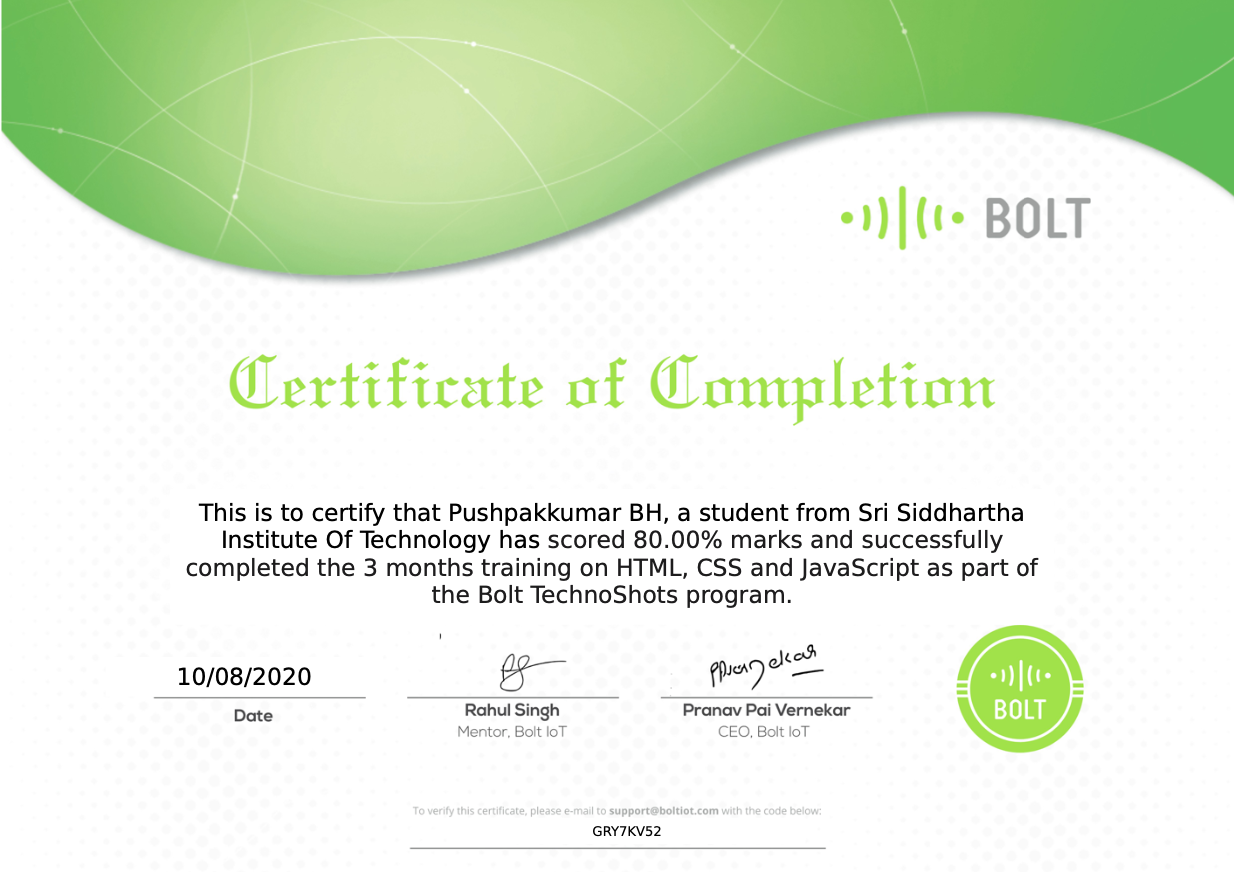 BOLT
Certificate of Completion
This is to certify that Pushpakkumar BH, a student from Sri Siddhartha
Institute Of Technology has scored 80.00% marks and successfully
completed the 3 months training on HTML, CSS and JavaScript as part of
the Bolt TechnoShots program.
10/08/2020
Date
Rahul Singh
Mentor, Bolt IoT
Pranav Pai Vernekar
CEO, Bolt IoT
BOLT
To verify this certificate, please e-mail to support@boltiot.com with the code below:
GRY7KV52